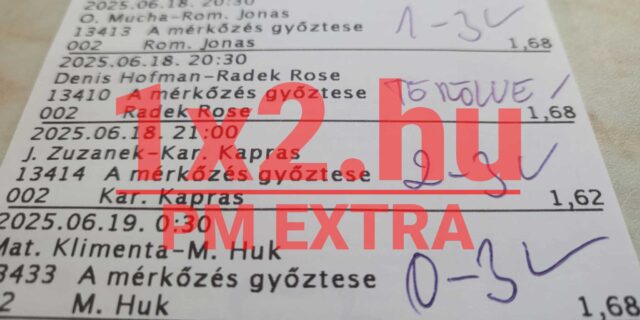 2025.06.18. 20:30
O. Mucha-Rom. Jonas
13413 A mérkőzés győztese
002 Rom. Jonas 1,68
1-3 ✓
2025.06.18. 20:30
Denis Hofman-Radek Rose
13410 A mérkőzés győztese
002 Radek Rose 1,68
2025.06.18. 21:00
J. Zuzanek-Kar. Kapras
13414 A mérkőzés győztese
002 Kar. Kapras 1,62
2-3 ✓
2025.06.19. 0:30
Mat. Klimenta-M. Huk
3433 A mérkőzés győztese
2 M. Huk 1,68
0-3 ✓
1x2.hu
FM EXTRA